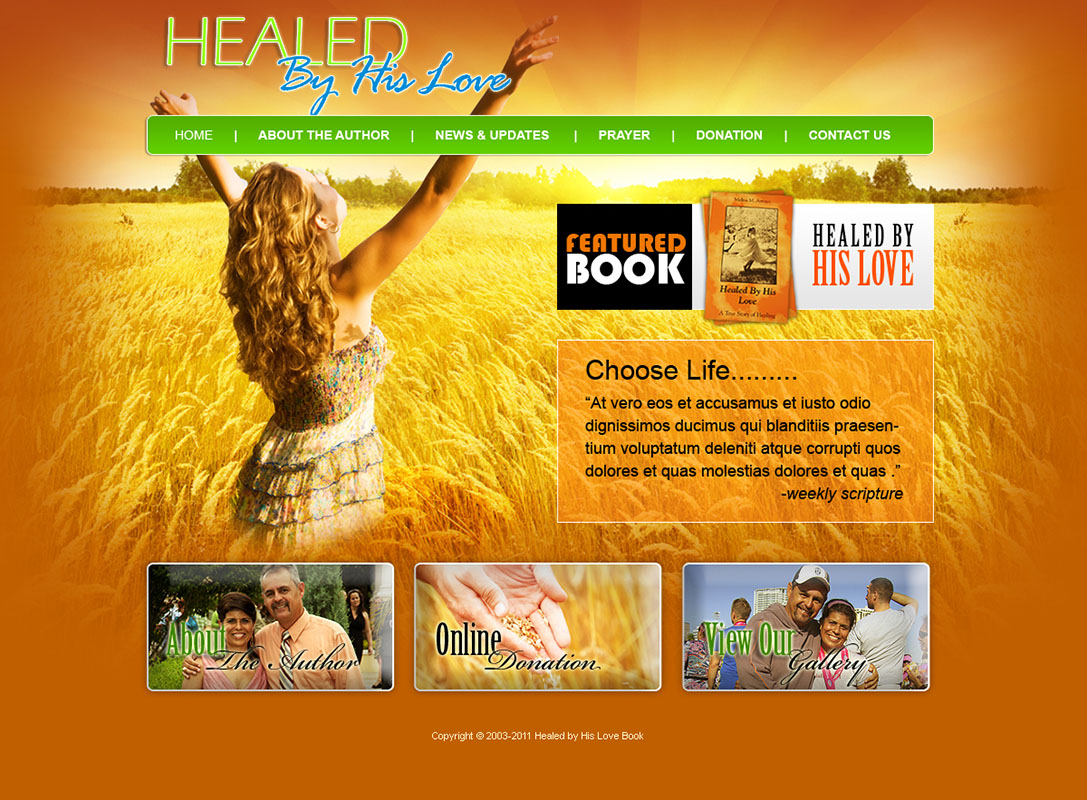 HEALED
By His Love
HOME | ABOUT THE AUTHOR | NEWS & UPDATES | PRAYER | DONATION | CONTACT US
FEATURED
BOOK
Melina M. Arroyo
Healed By His
Love
A True Story of Healing
HEALED BY
HIS LOVE
Choose Life.........
“At vero eos et accusamus et iusto odio
dignissimos ducimus qui blanditiis praesen-
tium voluptatum deleniti atque corrupti quos
dolores et quas molestias dolores et quas .”
-weekly scripture
About
The Author
Online
Donation
View Our
Gallery
Copyright © 2003-2011 Healed by His Love Book